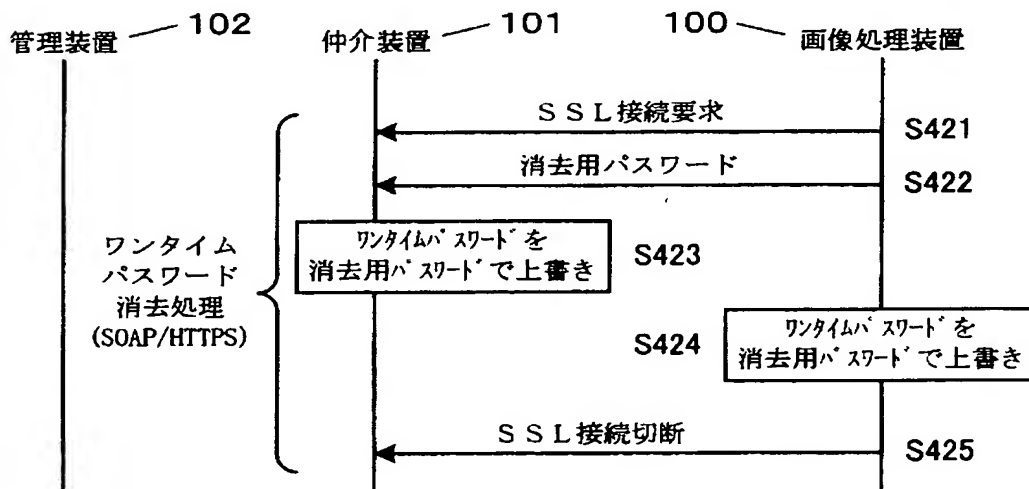 管理装置 102
仲介装置 101
100 画像処理装置
SSL接続要求 S421
消去用パスワード S422
ワンタイムパスワードを
消去用パスワードで上書き
S423
ワンタイム
パスワード
消去処理
(SOAP/HTTPS)
S424
ワンタイムパスワードを
消去用パスワードで上書き
SSL接続切断 S425